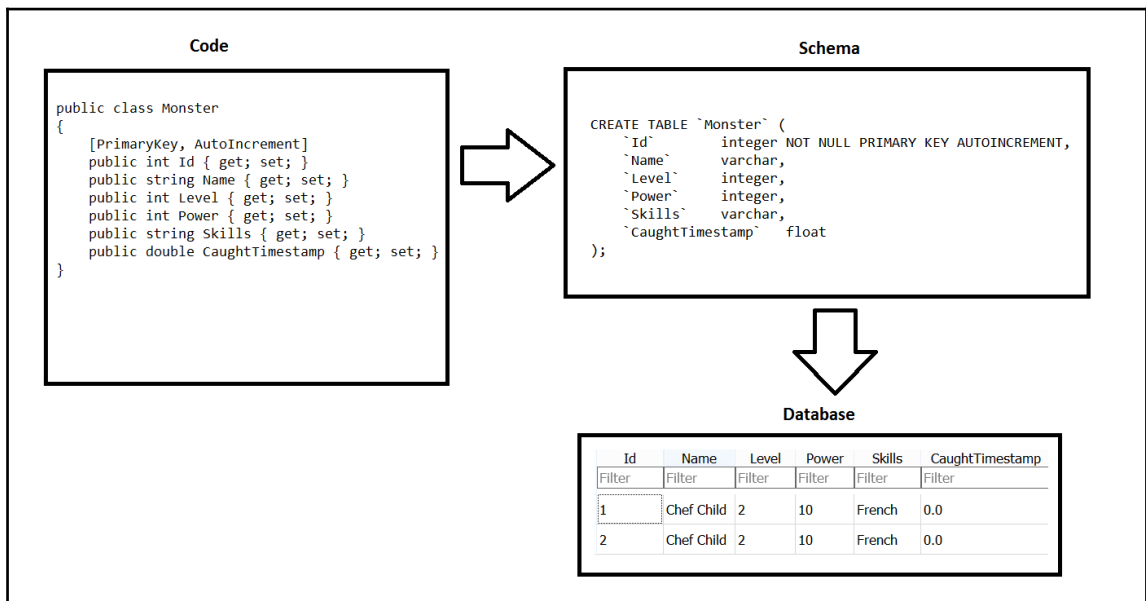 Code
public class Monster
{
[PrimaryKey, AutoIncrement]
public int Id { get; set; }
public string Name { get; set; }
public int Level { get; set; }
public int Power { get; set; }
public string Skills { get; set; }
public double CaughtTimestamp { get; set; }
}
Schema
CREATE TABLE `Monster` (
`Id` integer NOT NULL PRIMARY KEY AUTOINCREMENT,
`Name` varchar,
`Level` integer,
`Power` integer,
`Skills` varchar,
`CaughtTimestamp` float
);
Database
Id Name Level Power Skills CaughtTimestamp
Filter Filter Filter Filter Filter Filter
1 Chef Child 2 10 French 0.0
2 Chef Child 2 10 French 0.0